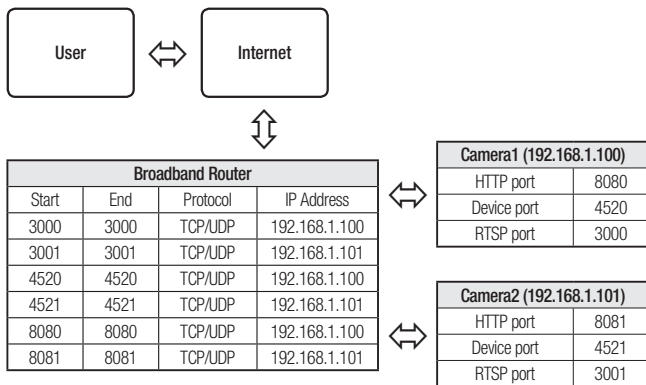 User
Internet
Broadband Router
Start End Protocol IP Address
3000 3000 TCP/UDP 192.168.1.100
3001 3001 TCP/UDP 192.168.1.101
4520 4520 TCP/UDP 192.168.1.100
4521 4521 TCP/UDP 192.168.1.101
8080 8080 TCP/UDP 192.168.1.100
8081 8081 TCP/UDP 192.168.1.101
Camera1 (192.168.1.100)
HTTP port 8080
Device port 4520
RTSP port 3000
Camera2 (192.168.1.101)
HTTP port 8081
Device port 4521
RTSP port 3001